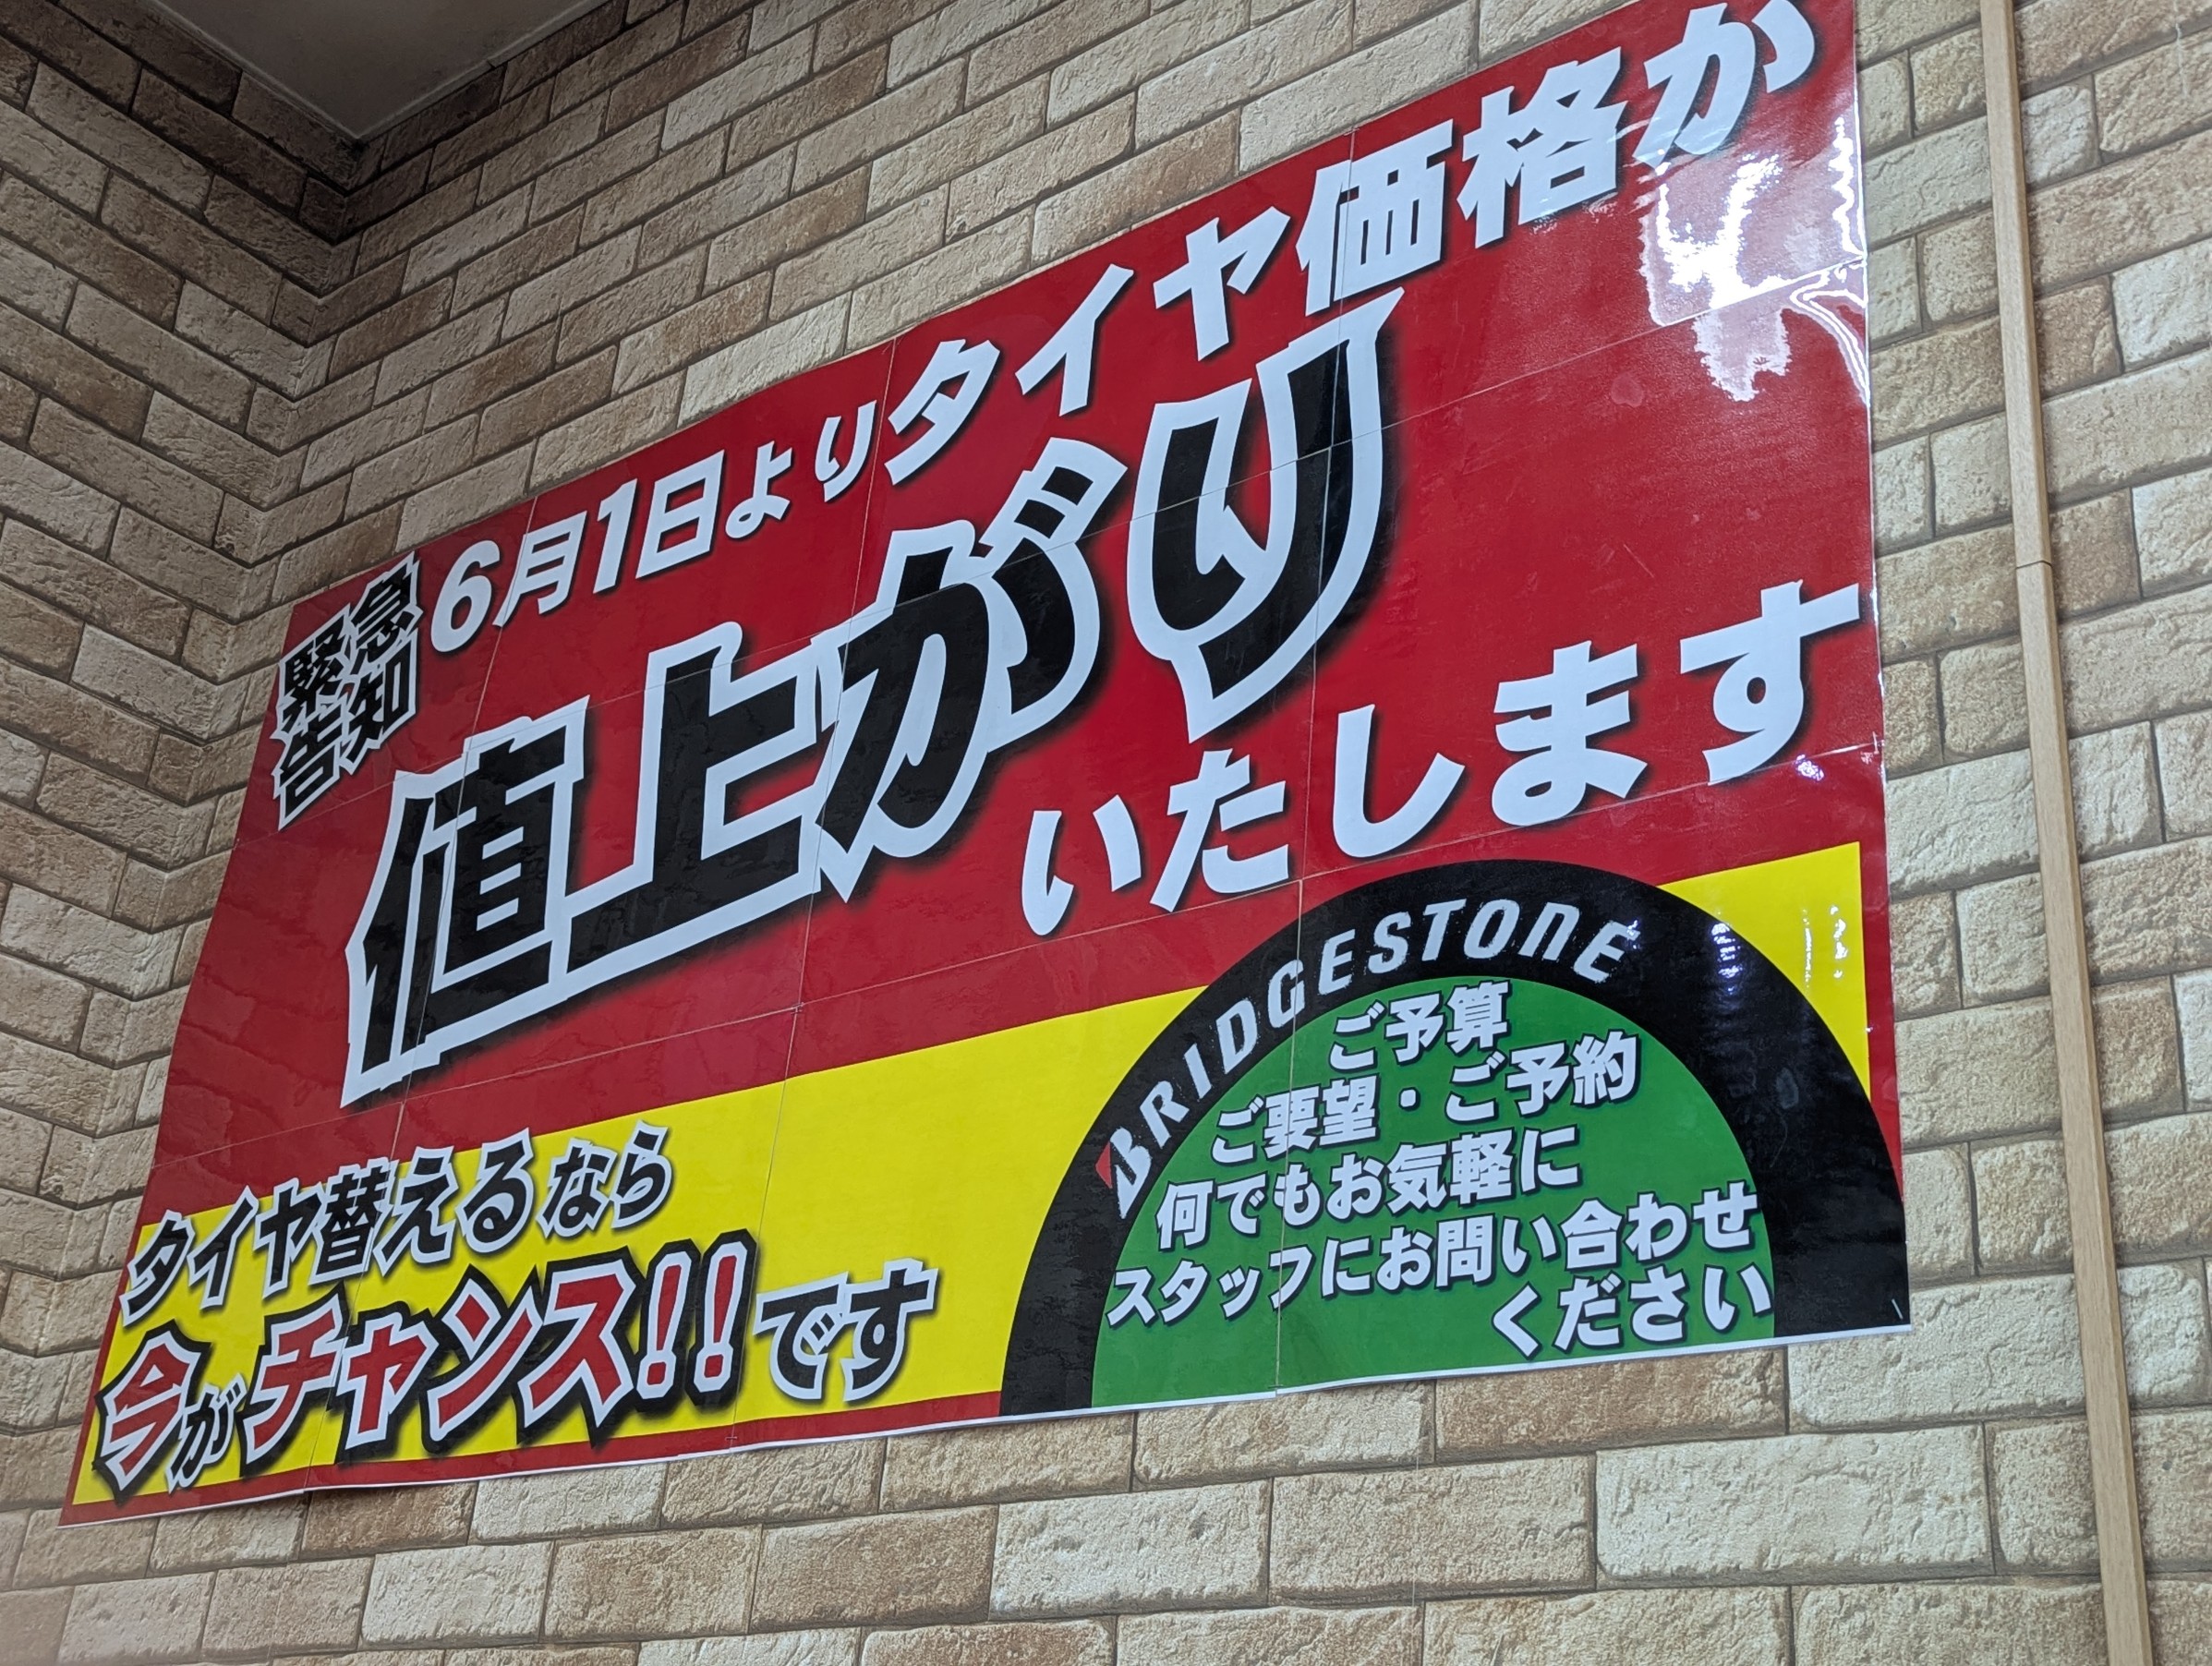 緊急
告知
6月1日よりタイヤ価格が
値上がり
いたします
タイヤ替えるなら
今がチャンス!!です
BRIDGESTONE
ご予算
ご要望・ご予約
何でもお気軽に
スタッフにお問い合わせ
ください